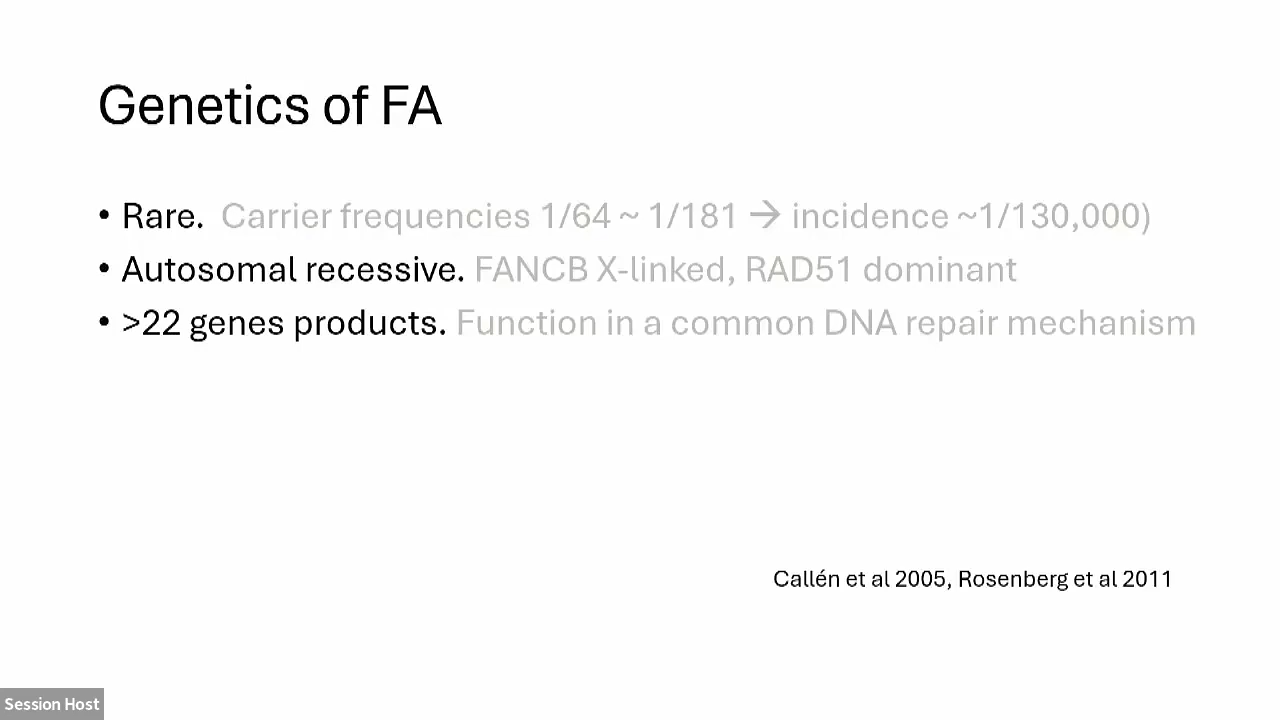 Genetics of FA
• Rare. Carrier frequencies 1/64 ~ 1/181 → incidence ~1/130,000)
• Autosomal recessive. FANCB X-linked, RAD51 dominant
• >22 genes products. Function in a common DNA repair mechanism
Callén et al 2005, Rosenberg et al 2011
Session Host